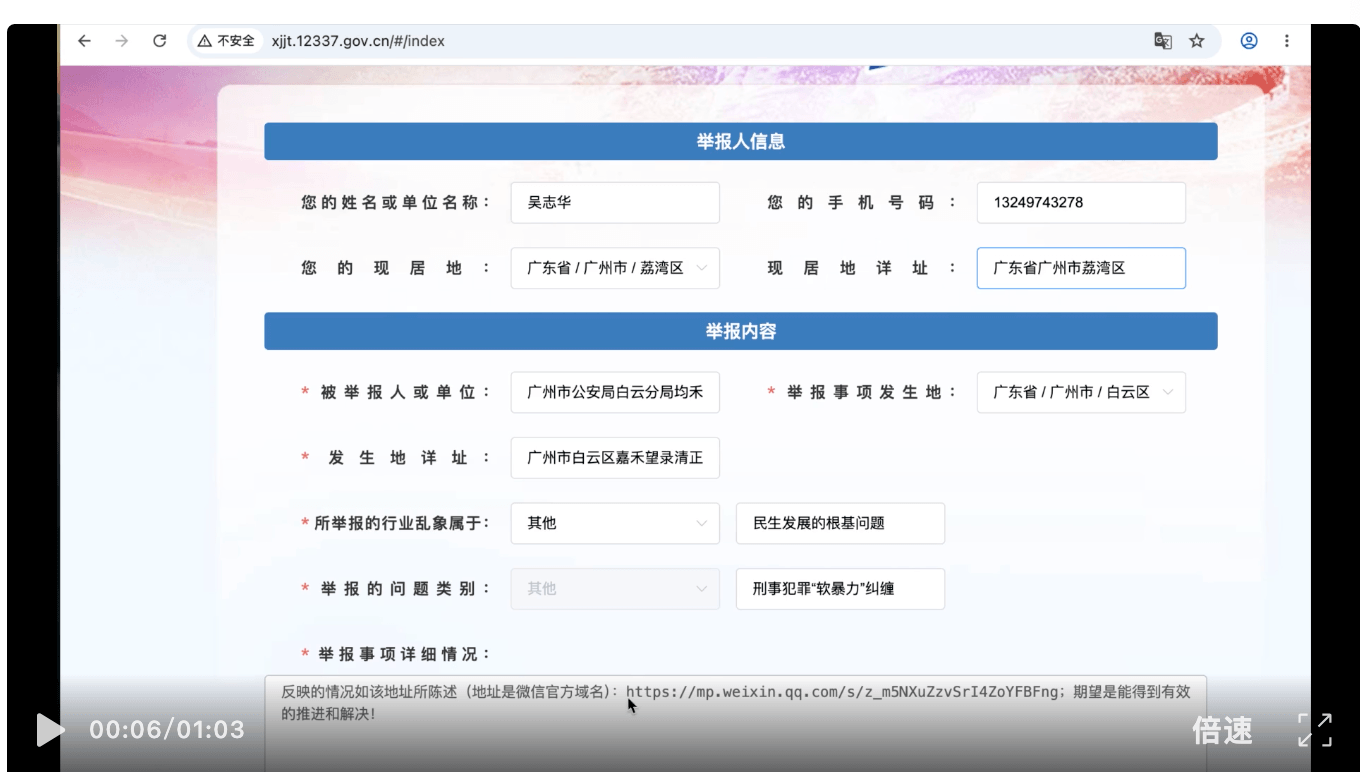 不安全 xjjt.12337.gov.cn/#/index
举报人信息
您的姓名或单位名称： 吴志华 您的手机号码： 13249743278
您的现居地： 广东省 / 广州市 / 荔湾区 现居地详址： 广东省广州市荔湾区
举报内容
* 被举报人或单位： 广州市公安局白云分局均禾 * 举报事项发生地： 广东省 / 广州市 / 白云区
* 发生地详址： 广州市白云区嘉禾望录清正
* 所举报的行业乱象属于： 其他 民生发展的根基问题
* 举报的问题类别： 其他 刑事犯罪“软暴力”纠缠
* 举报事项详细情况：
反映的情况如该地址所陈述（地址是微信官方域名）：https://mp.weixin.qq.com/s/z_m5NXuZzvSrI4ZoYFBFng；期望是能得到有效
的推进和解决！
00:06/01:03 倍速